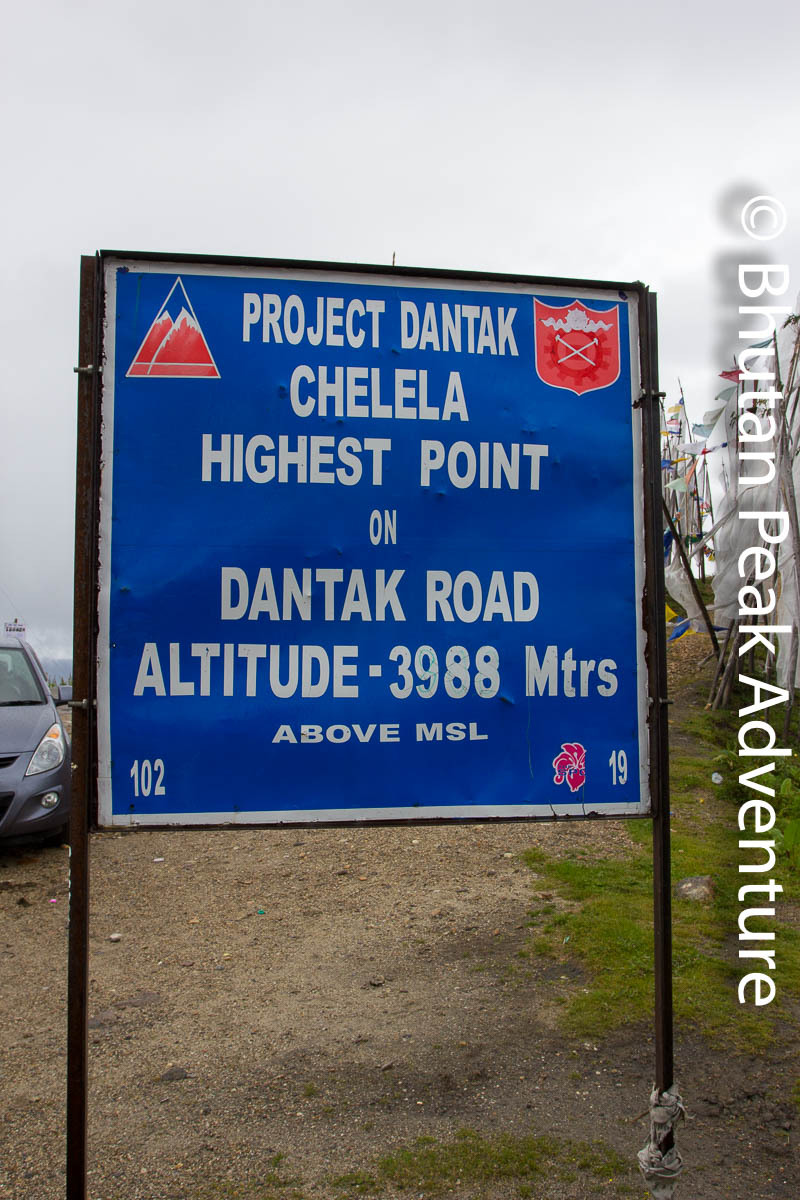 PROJECT DANTAK
CHELELA
HIGHEST POINT
ON
DANTAK ROAD
ALTITUDE - 3988 Mtrs
ABOVE MSL
102
19
© Bhutan Peak Adventure